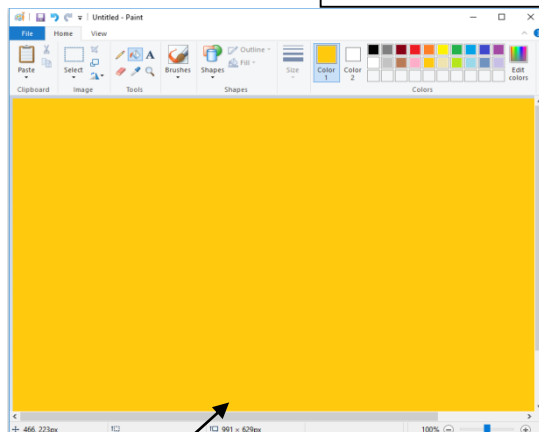 Untitled - Paint
File Home View
Paste Select Brushes Shapes Outline Fill Size Color 1 Color 2 Edit colors
Clipboard Image Tools Shapes Colors
466, 223px 991 × 629px 100%